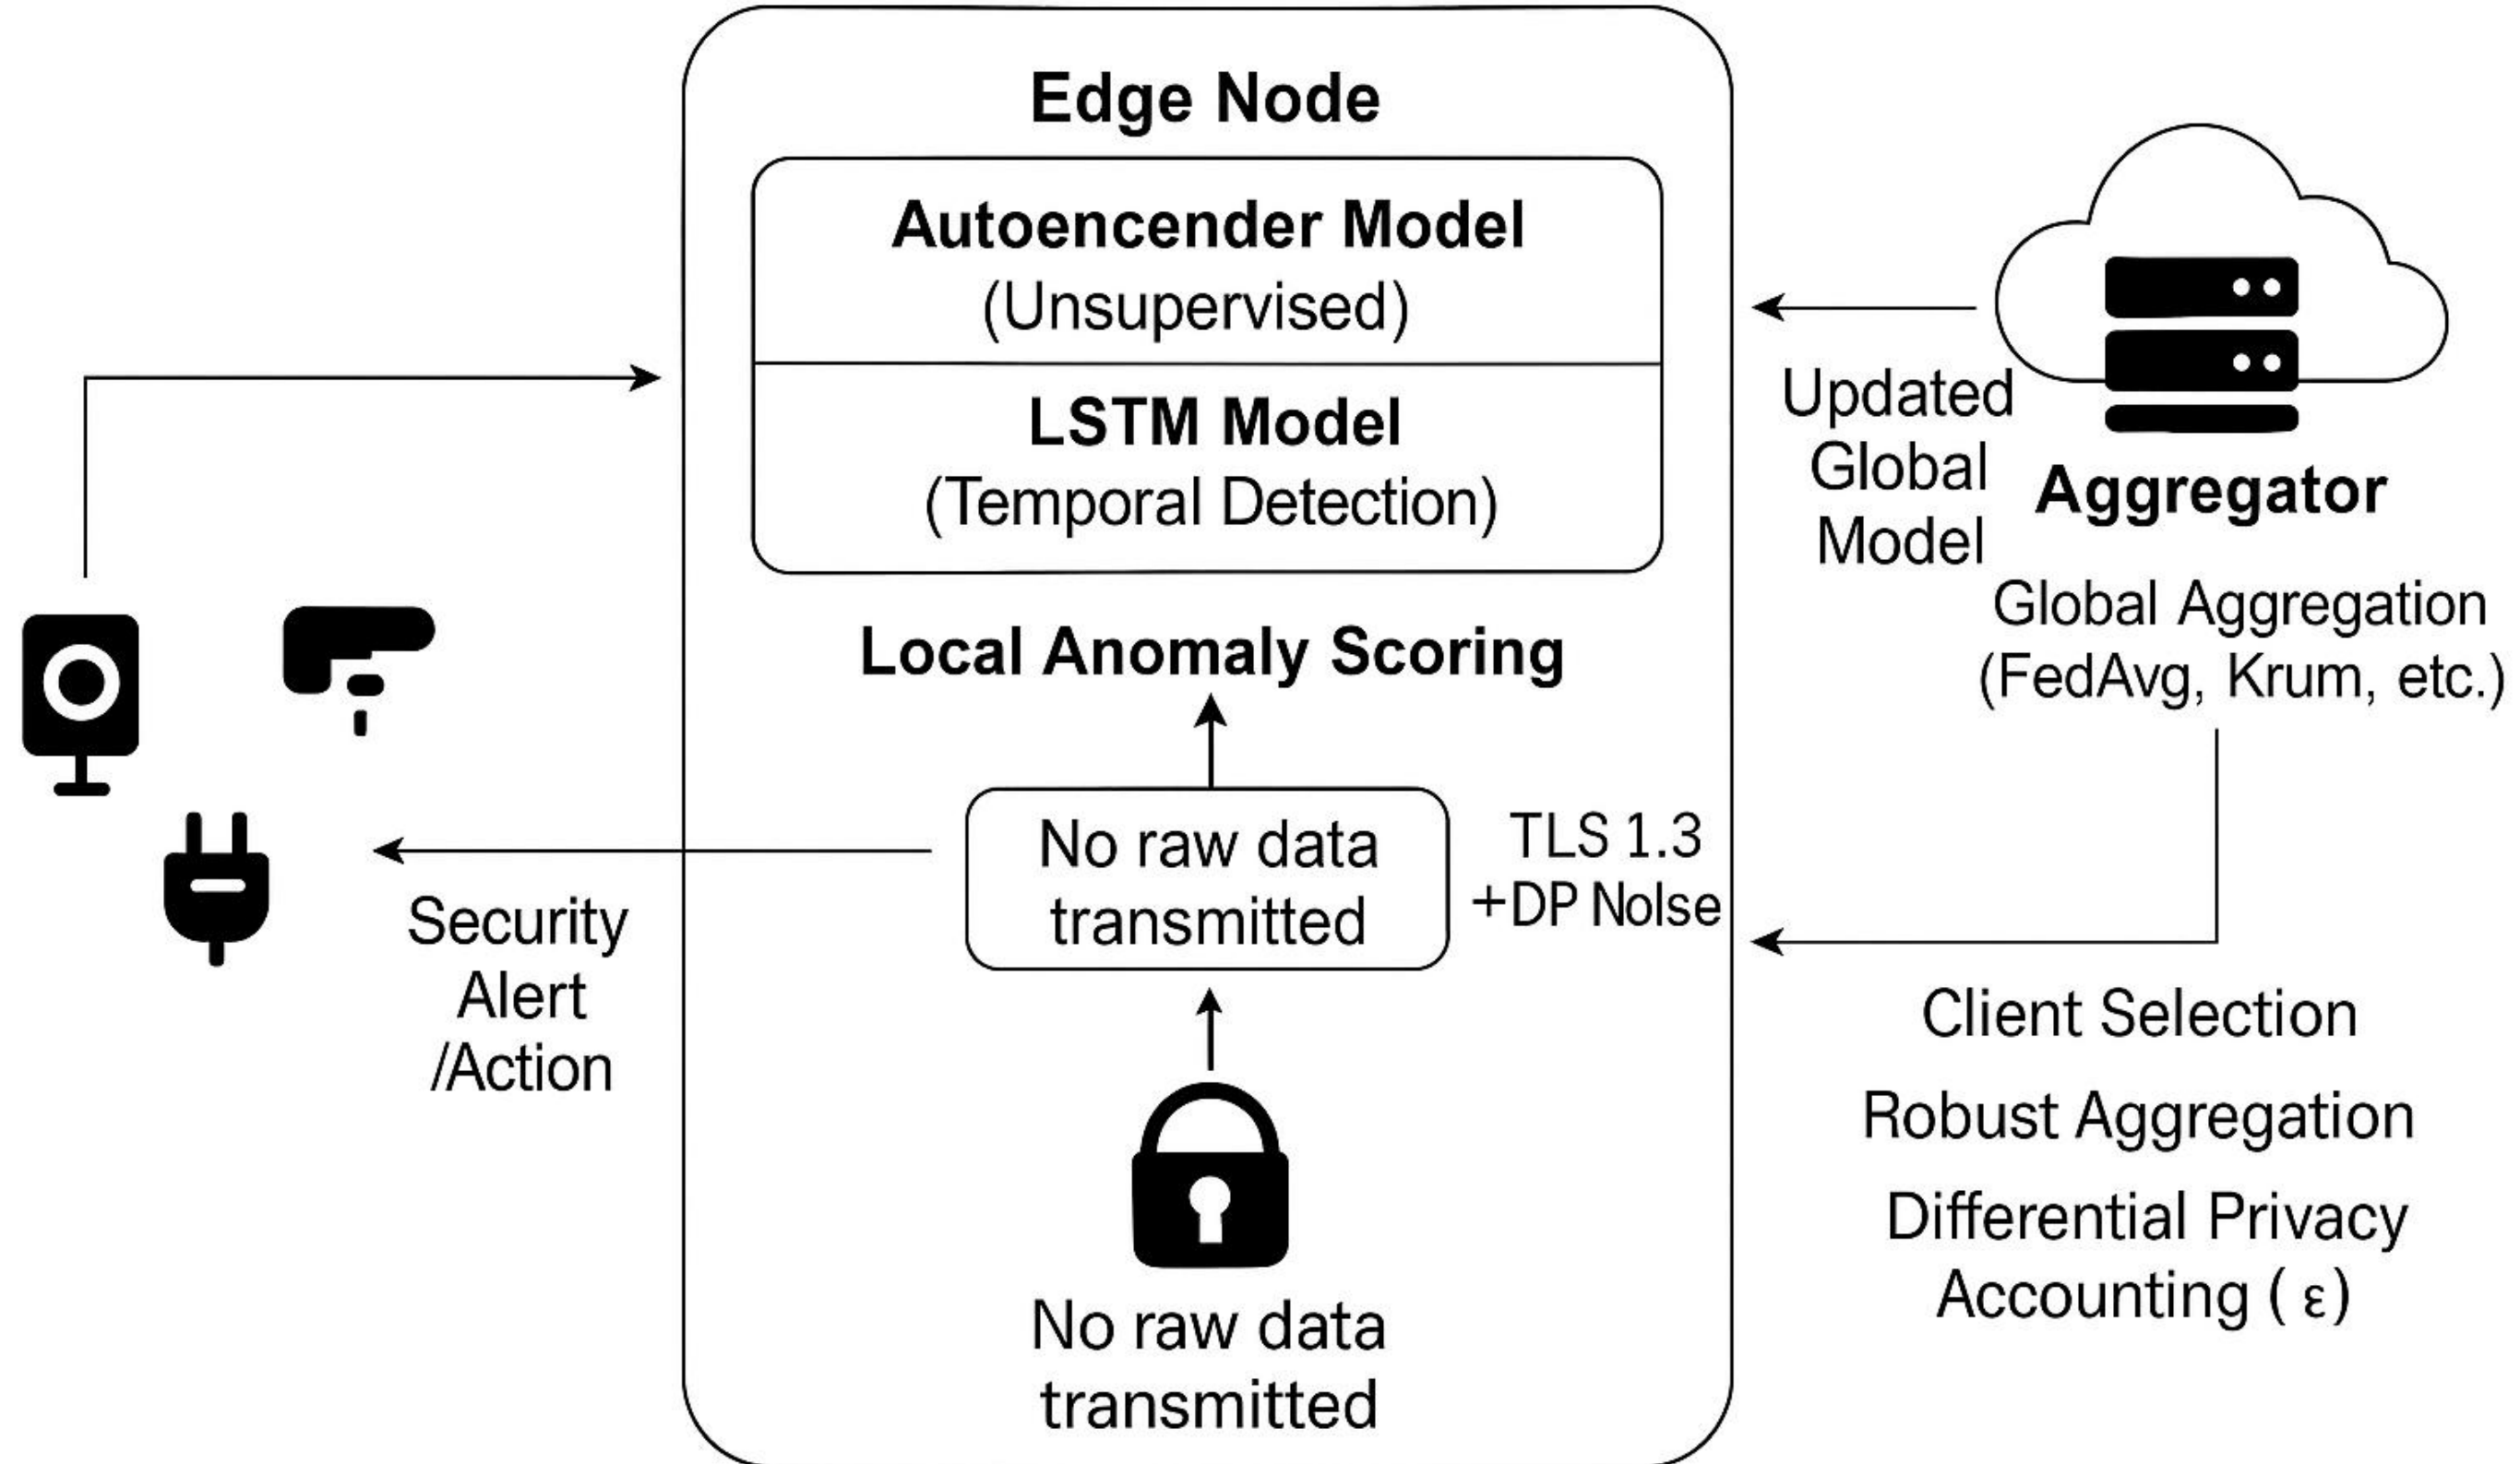 Edge Node
Autoencender Model
(Unsupervised)
LSTM Model
(Temporal Detection)
Local Anomaly Scoring
No raw data
transmitted
TLS 1.3
+DP Nolse
No raw data
transmitted
Security
Alert
/Action
Updated
Global
Model
Aggregator
Global Aggregation
(FedAvg, Krum, etc.)
Client Selection
Robust Aggregation
Differential Privacy
Accounting ( ε)